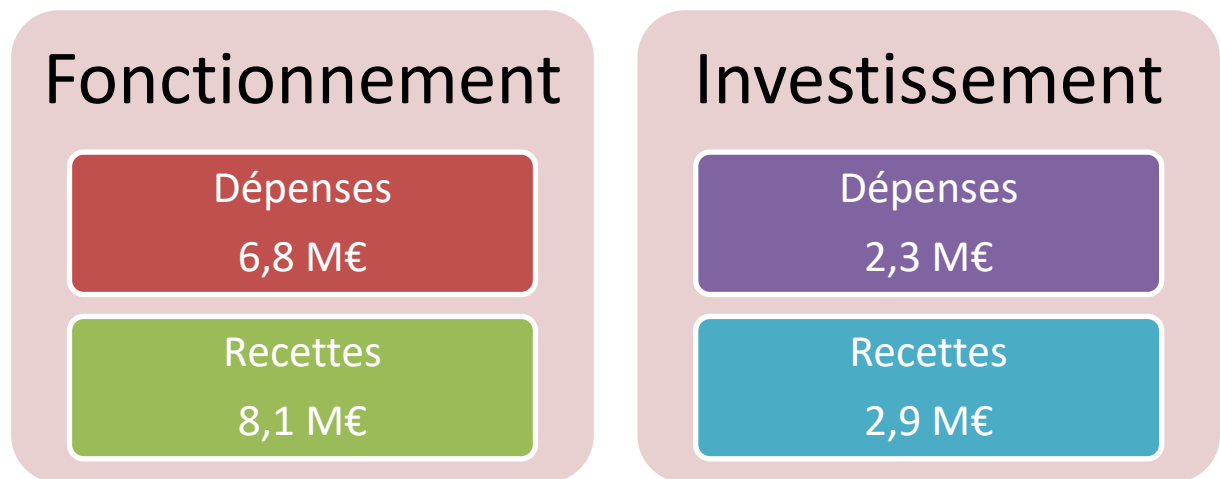 Fonctionnement
Dépenses
6,8 M€
Recettes
8,1 M€
Investissement
Dépenses
2,3 M€
Recettes
2,9 M€